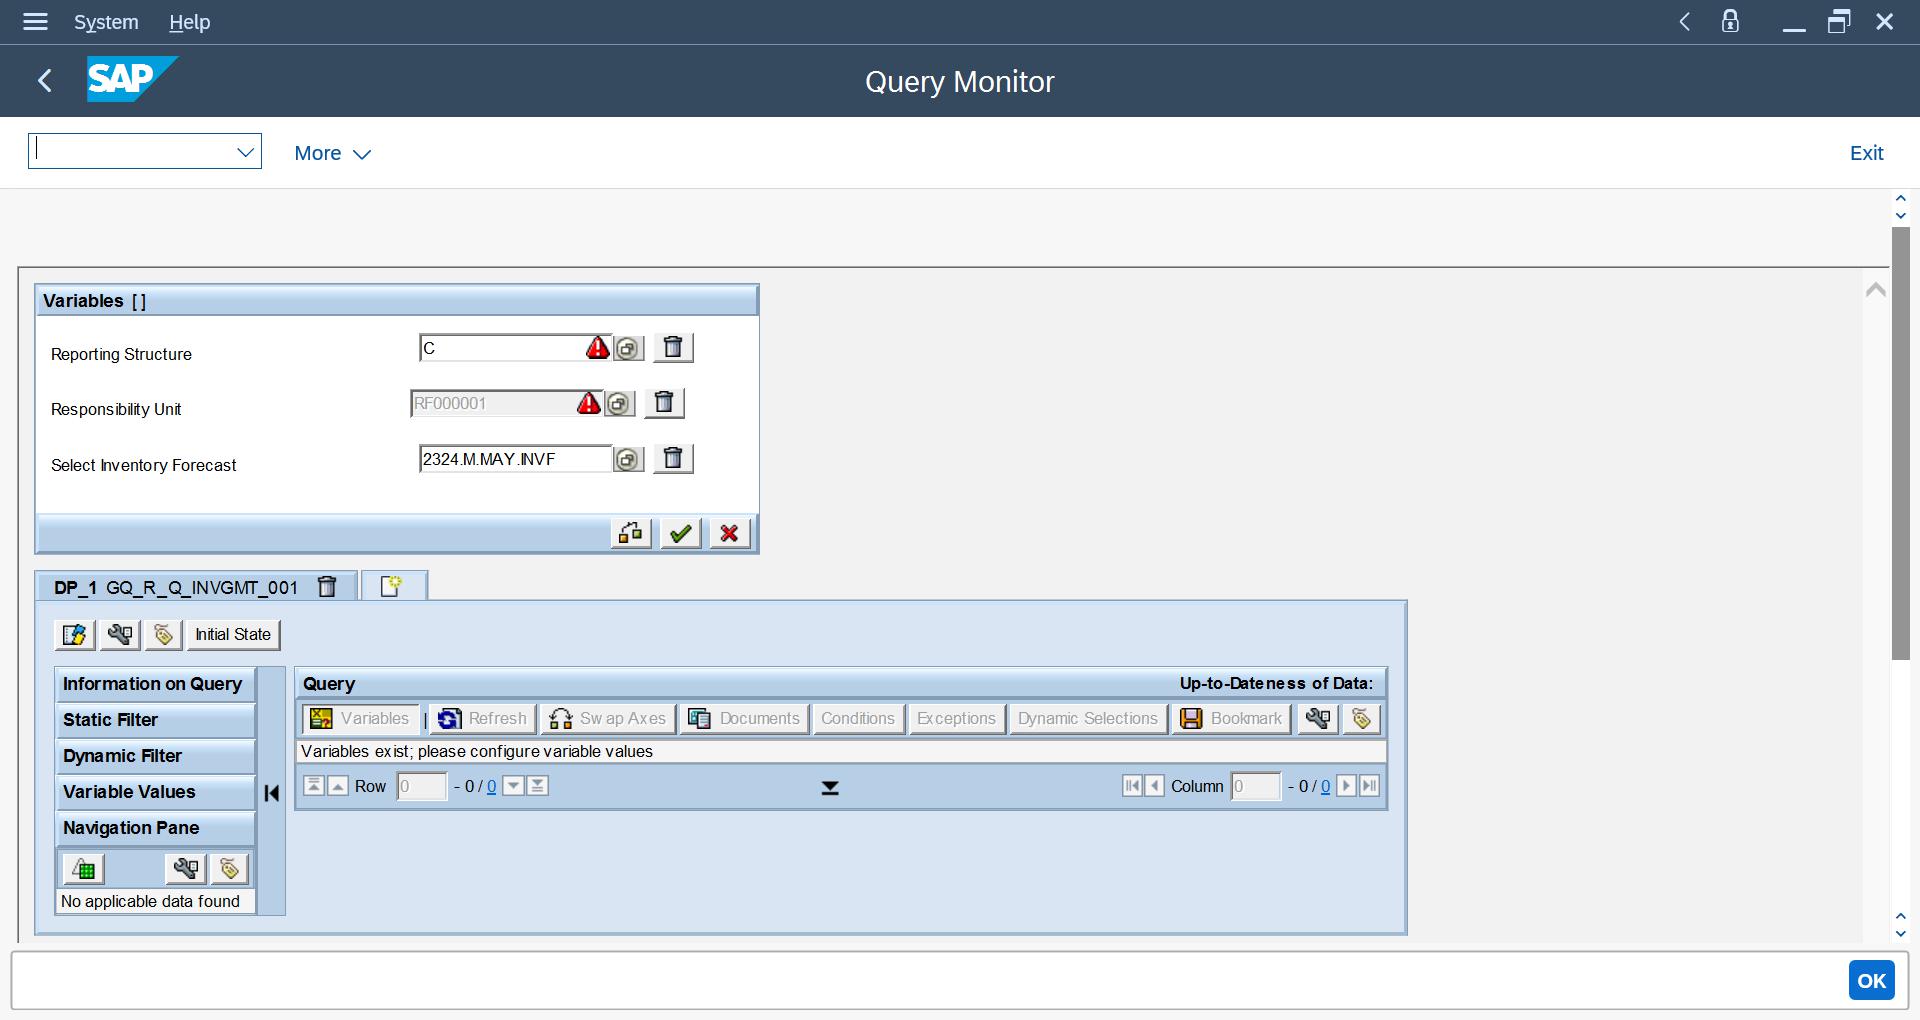 System Help
SAP Query Monitor
More Exit
Variables [ ]
Reporting Structure C
Responsibility Unit RF000001
Select Inventory Forecast 2324.M.MAY.INVF
DP_1 GQ_R_Q_INVGMT_001
Initial State
Information on Query
Static Filter
Dynamic Filter
Variable Values
Navigation Pane
No applicable data found
Query Up-to-Dateness of Data:
Variables | Refresh Swap Axes Documents Conditions Exceptions Dynamic Selections Bookmark
Variables exist; please configure variable values
Row 0 - 0 / 0 Column 0 - 0 / 0
OK